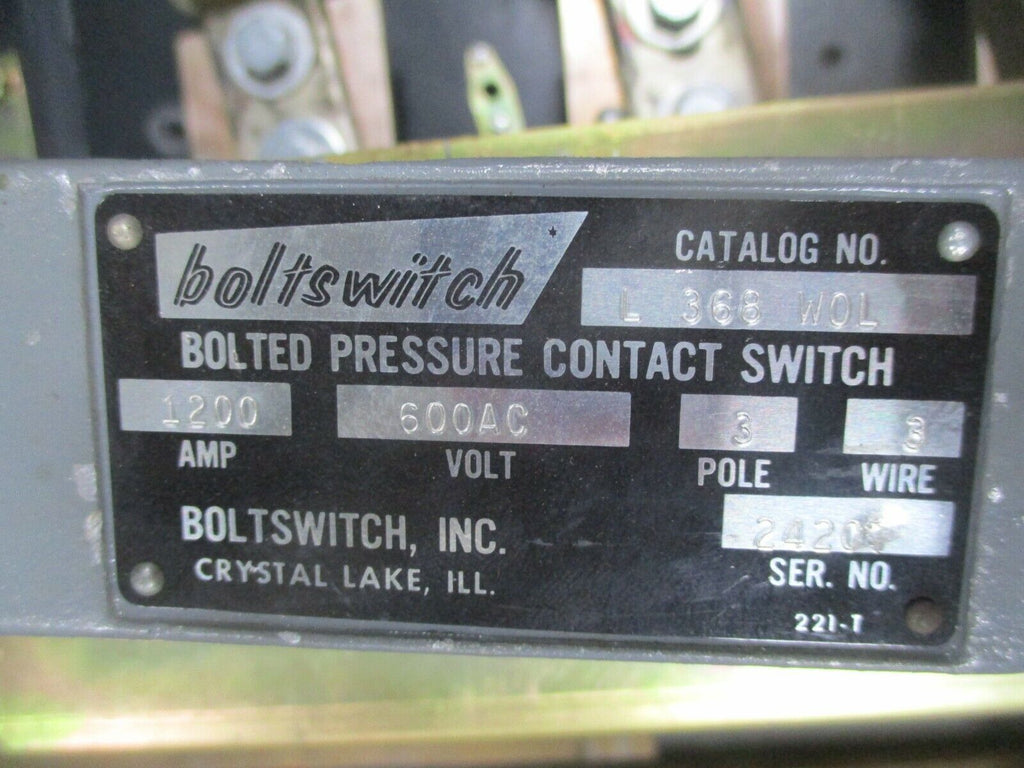 boltswitch
CATALOG NO.
L 368 WOL
BOLTED PRESSURE CONTACT SWITCH
1200 600AC 3 3
AMP VOLT POLE WIRE
BOLTSWITCH, INC.
CRYSTAL LAKE, ILL.
SER. NO.
221-T